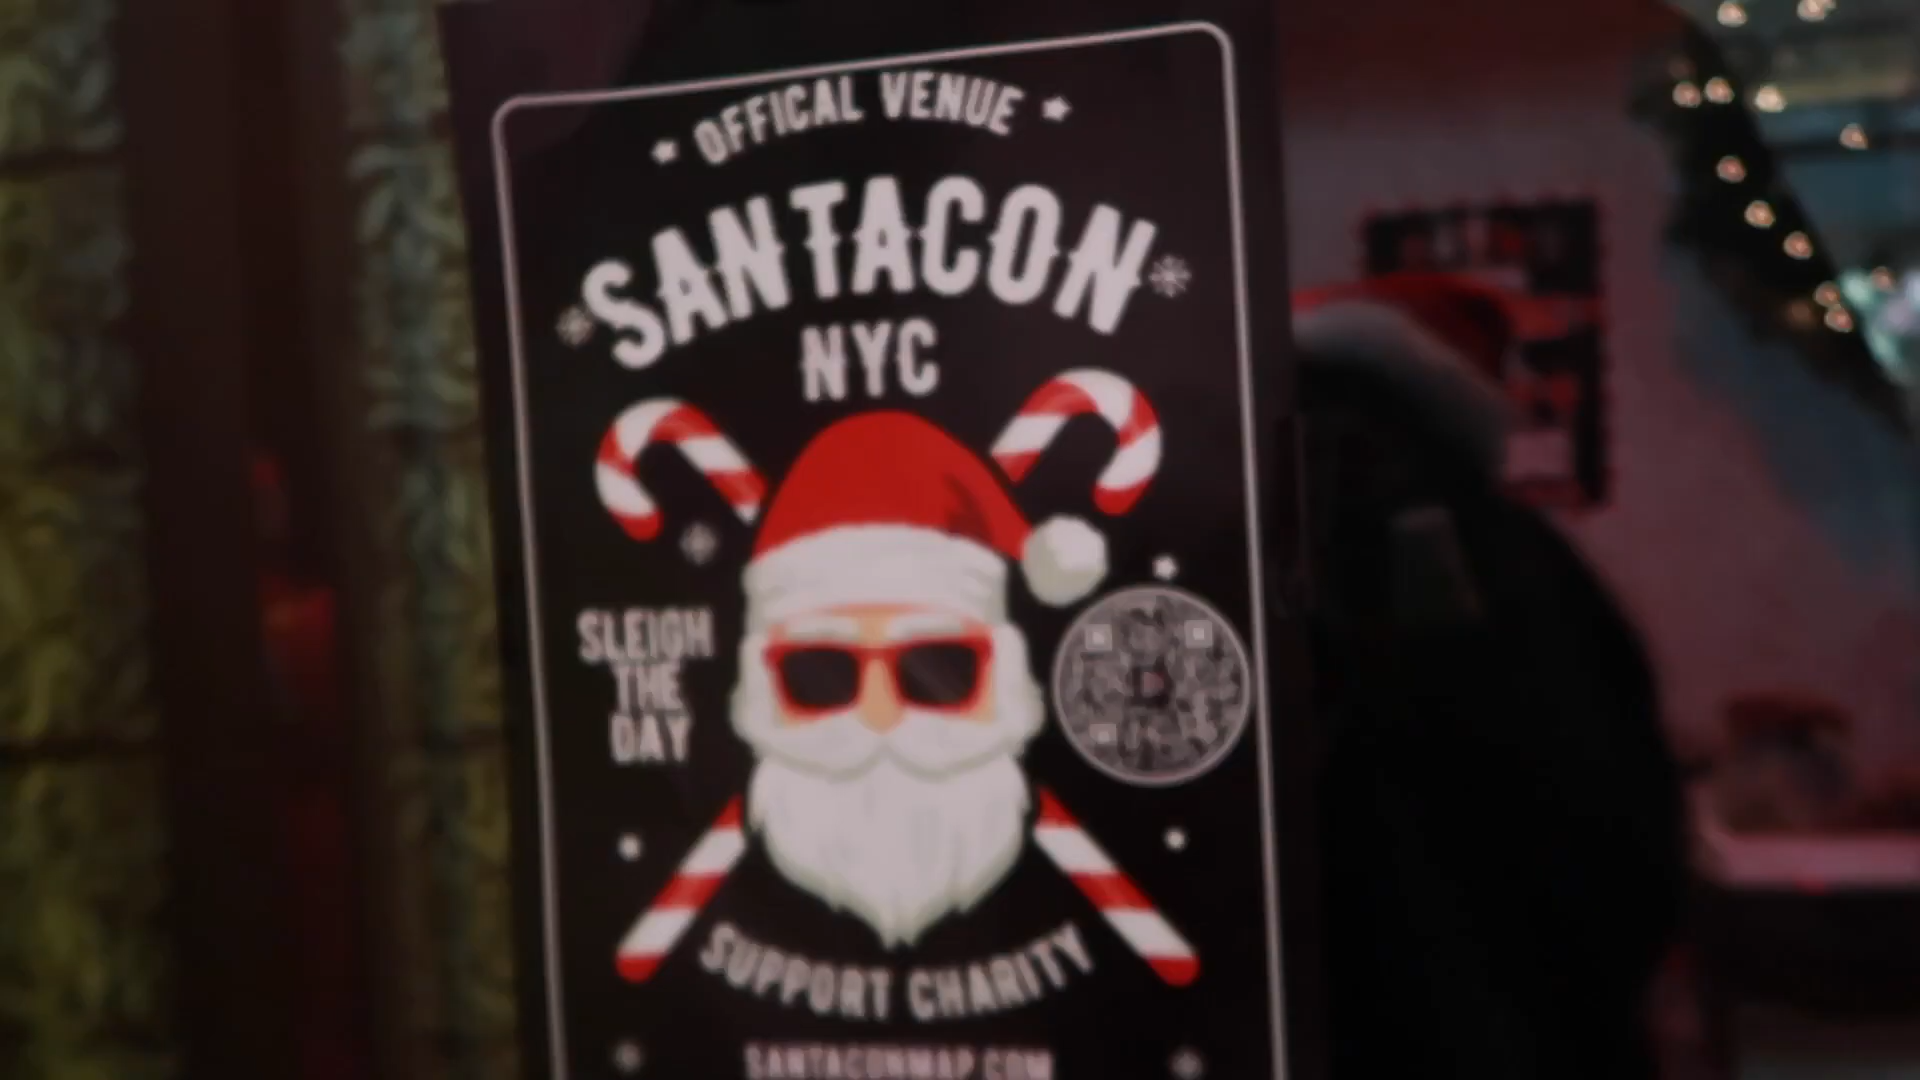 OFFICAL VENUE
SANTACON
NYC
SLEIGH
THE
DAY
SUPPORT CHARITY
SANTACONMAP.COM